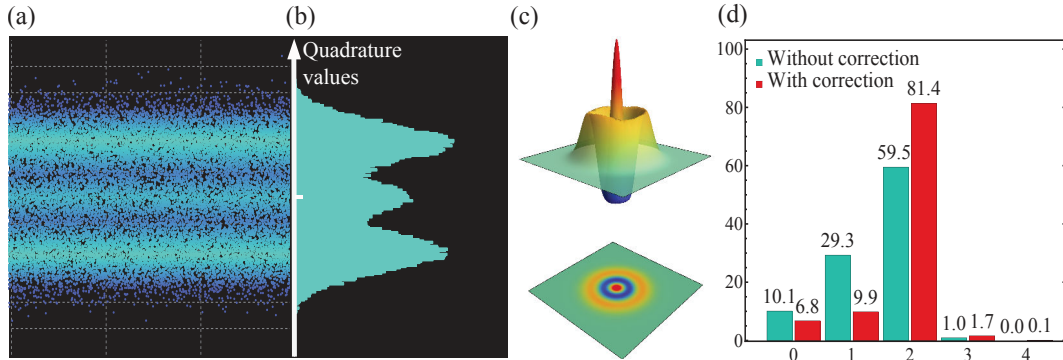 (a)
(b)
(c)
(d)
Quadrature
values
100
80
60
40
20
0
Without correction
With correction
10.1
6.8
29.3
9.9
59.5
81.4
1.0
1.7
0.0
0.1
0
1
2
3
4